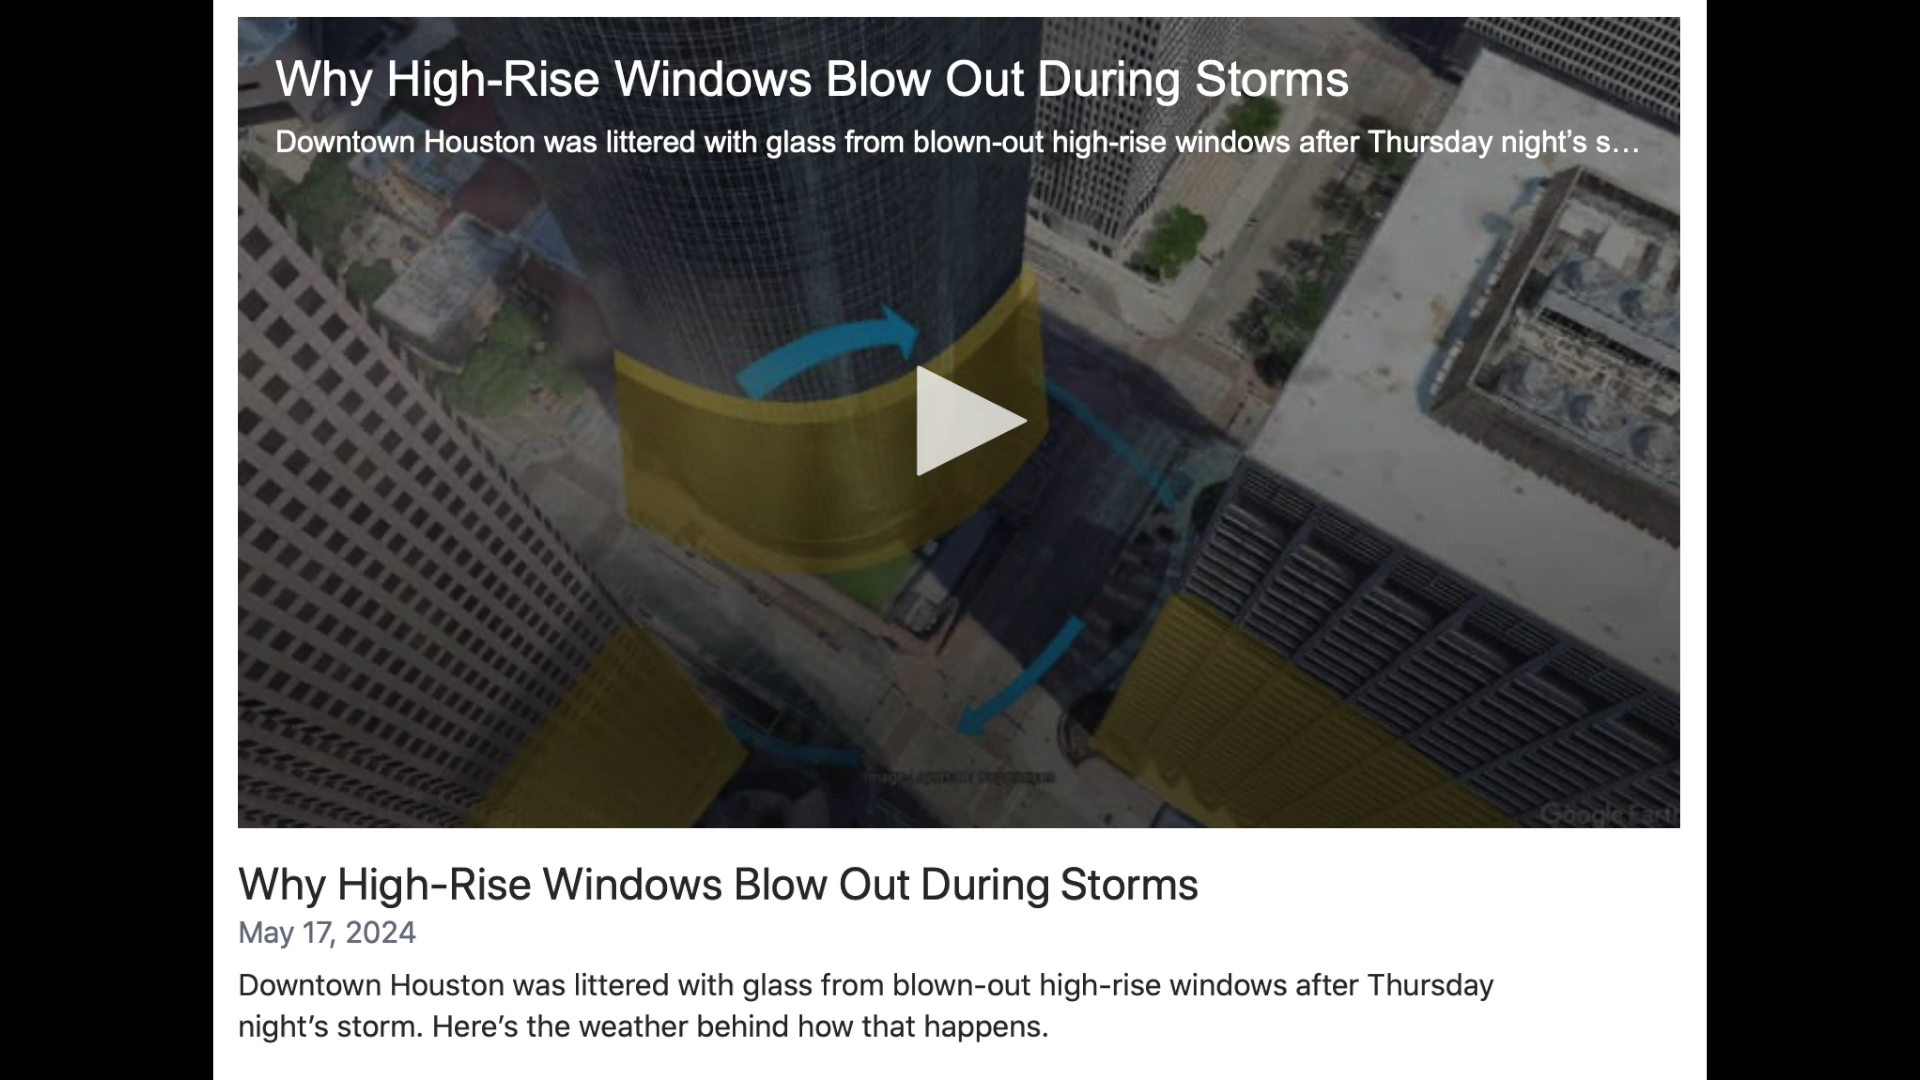 Why High-Rise Windows Blow Out During Storms
Downtown Houston was littered with glass from blown-out high-rise windows after Thursday night’s s…
Google Earth
Why High-Rise Windows Blow Out During Storms
May 17, 2024
Downtown Houston was littered with glass from blown-out high-rise windows after Thursday
night’s storm. Here’s the weather behind how that happens.